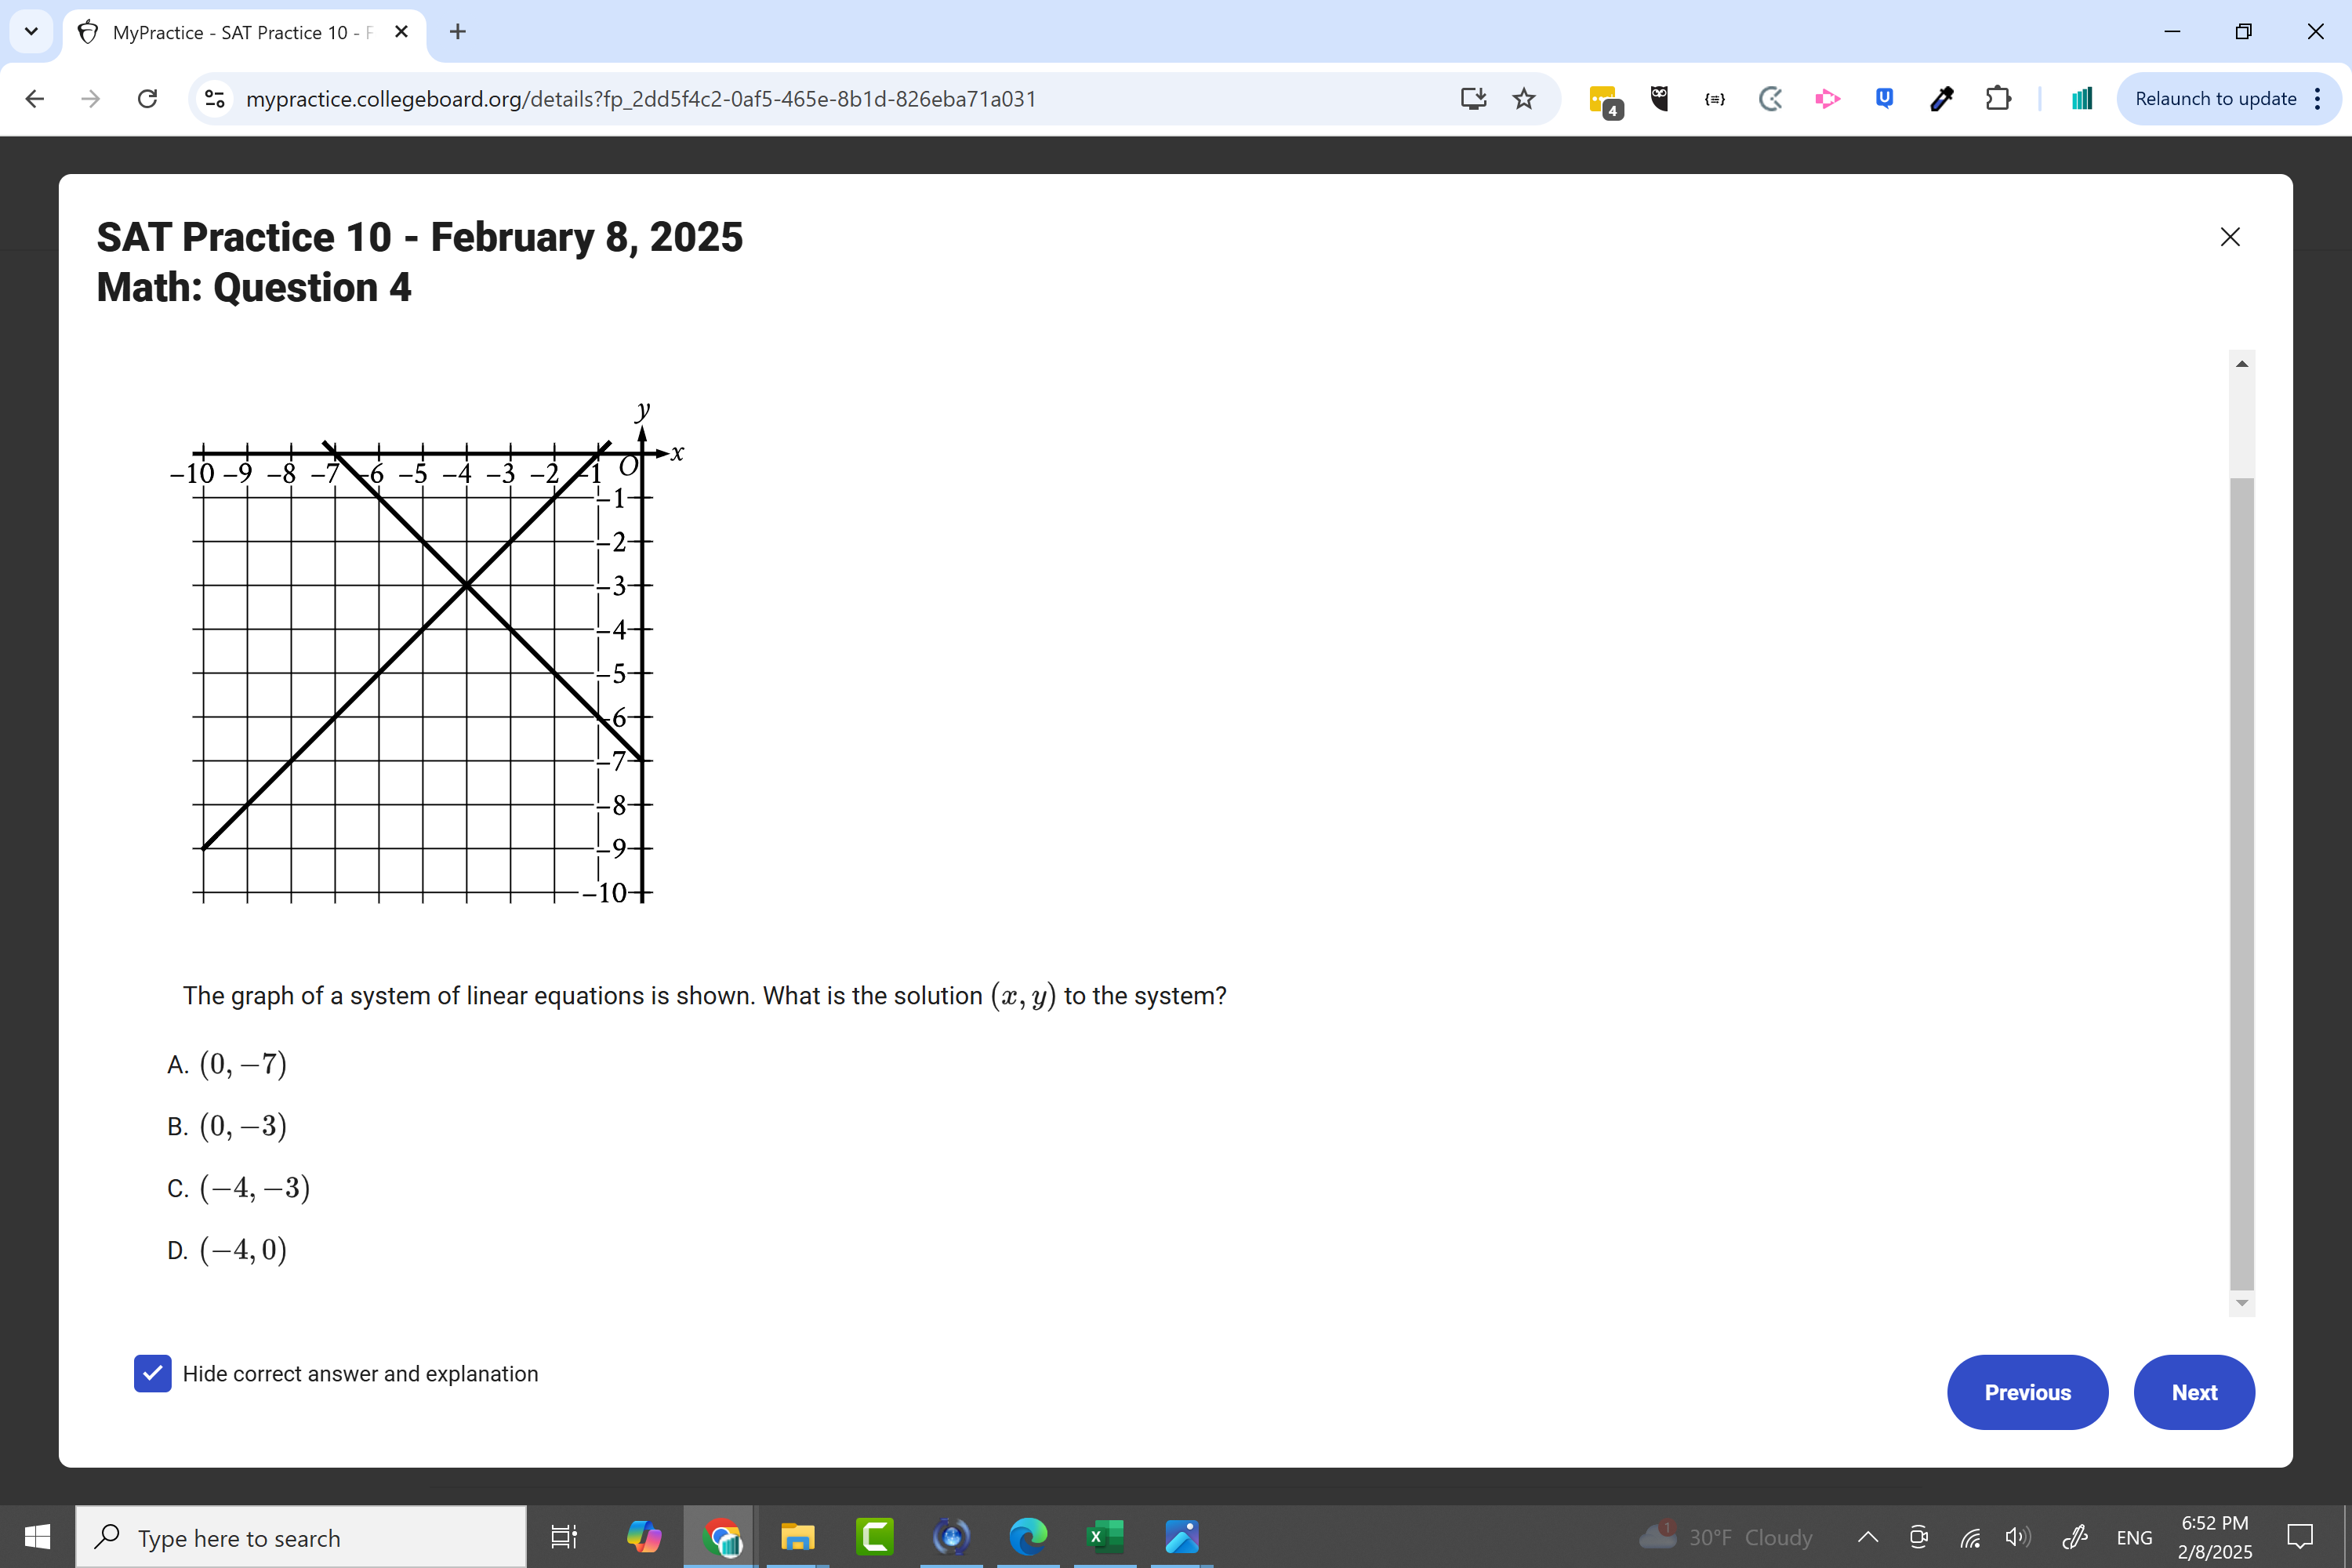 MyPractice - SAT Practice 10 - F
mypractice.collegeboard.org/details?fp_2dd5f4c2-0af5-465e-8b1d-826eba71a031
4
Relaunch to update
SAT Practice 10 - February 8, 2025
Math: Question 4
y
x
−10 −9 −8 −7 −6 −5 −4 −3 −2 −1 O
−1
−2
−3
−4
−5
−6
−7
−8
−9
−10
The graph of a system of linear equations is shown. What is the solution (x, y) to the system?
A. (0, −7)
B. (0, −3)
C. (−4, −3)
D. (−4, 0)
Hide correct answer and explanation
Previous
Next
Type here to search
1
30°F Cloudy
ENG
6:52 PM
2/8/2025